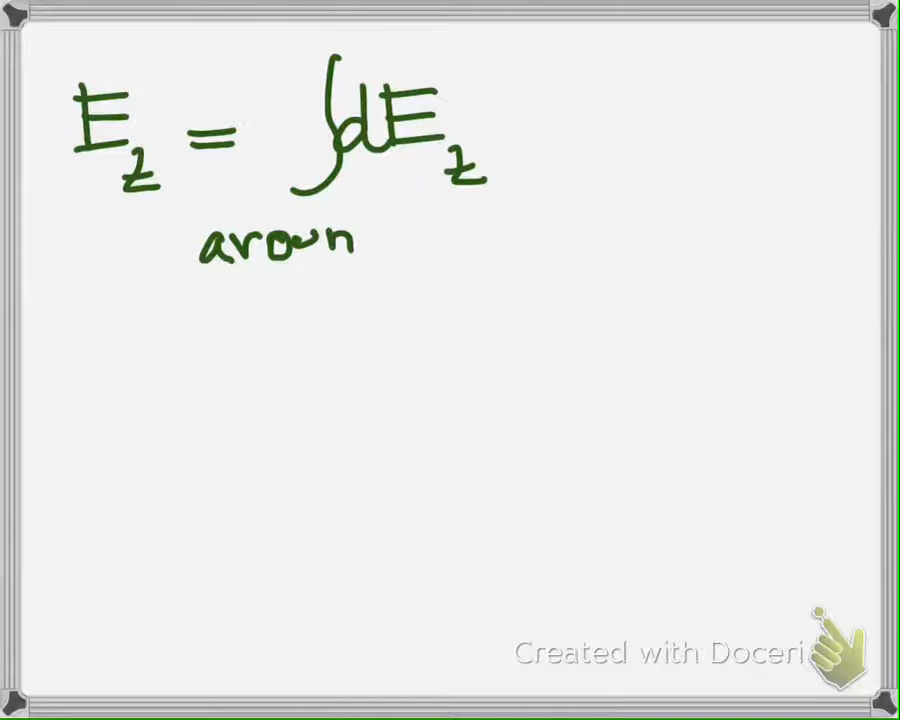 E_z = ∫dE_z
aroun
Created with Doceri